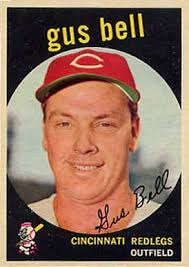 gus bell
C
Gus Bell
CINCINNATI REDLEGS
OUTFIELD